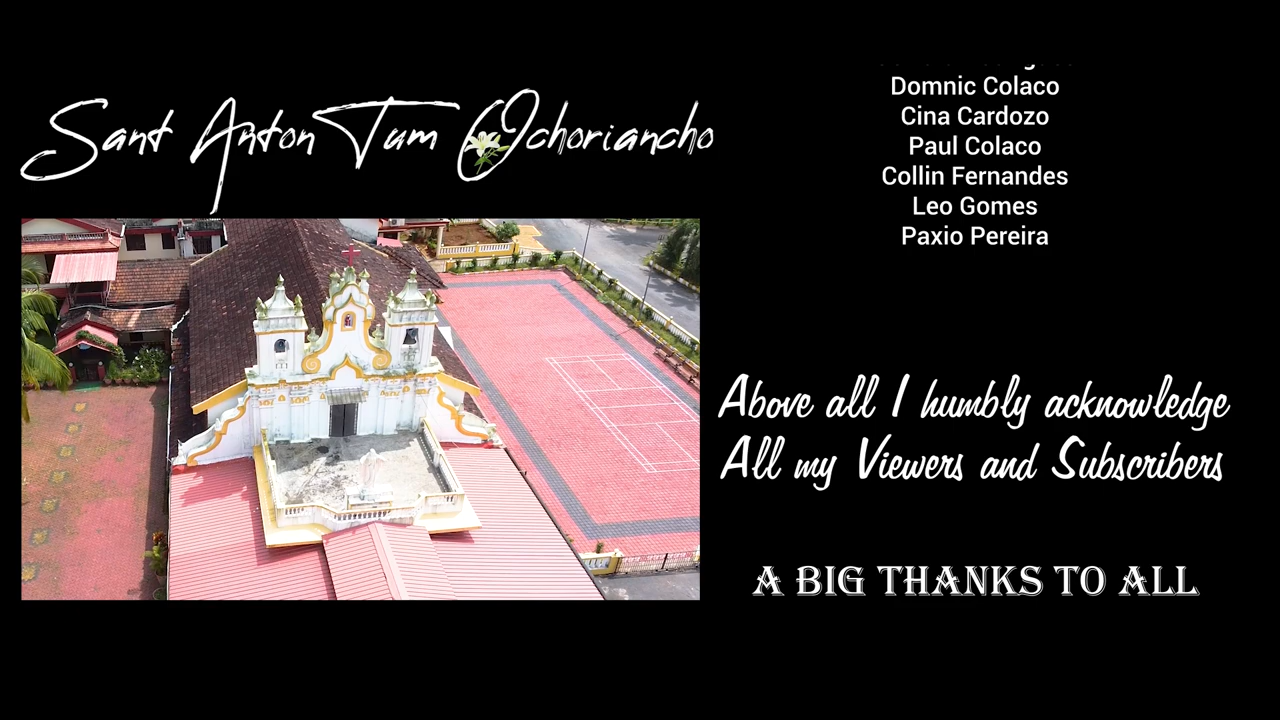 Sant Anton Tum Ochoriancho
Domnic Colaco
Cina Cardozo
Paul Colaco
Collin Fernandes
Leo Gomes
Paxio Pereira
Above all I humbly acknowledge
All my Viewers and Subscribers
A BIG THANKS TO ALL